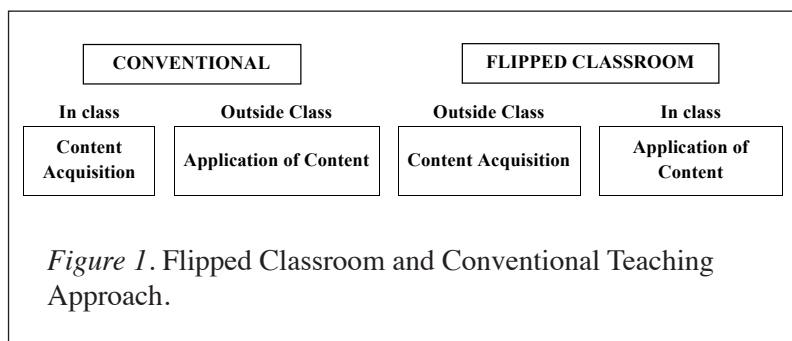 CONVENTIONAL
FLIPPED CLASSROOM
In class
Outside Class
Outside Class
In class
Content
Acquisition
Application of Content
Content Acquisition
Application of
Content
Figure 1. Flipped Classroom and Conventional Teaching
Approach.